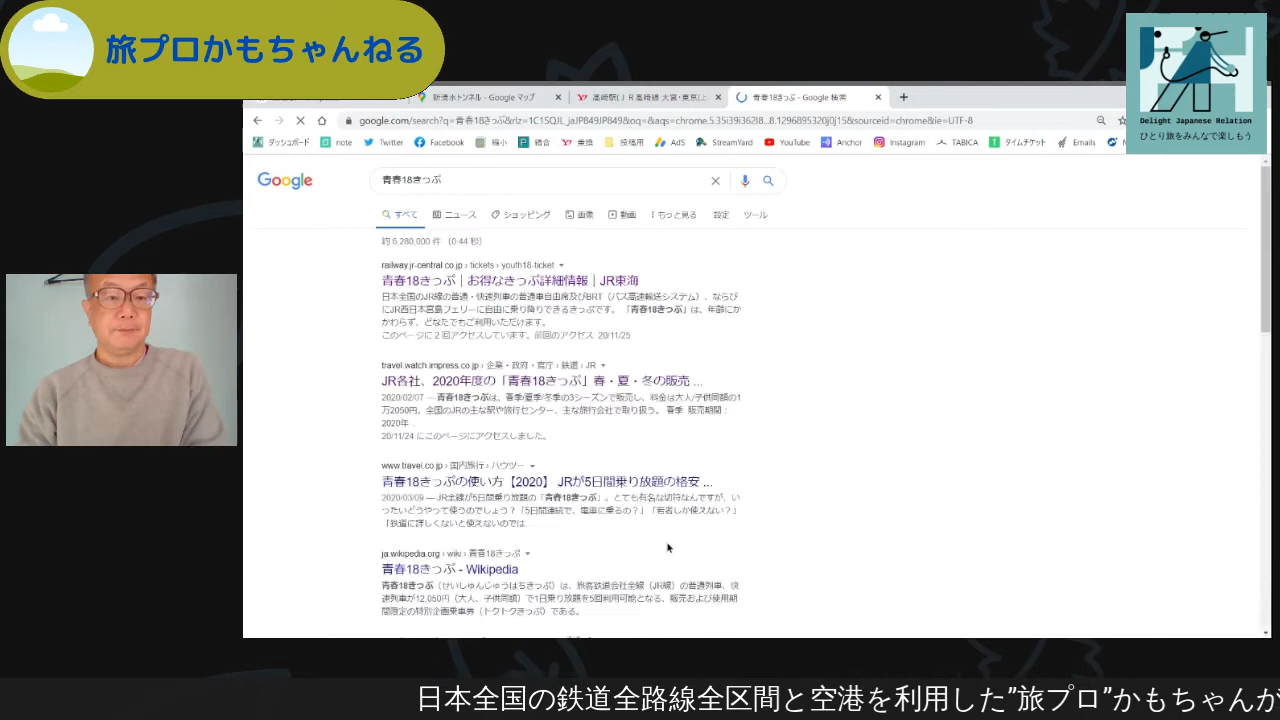 旅プロかもちゃんねる
Delight Japanese Relation
ひとり旅をみんなで楽しもう
新清水トンネル - Google マップ
高崎駅(ＪＲ高崎線 大宮・東京(上
青春18きっぷ - Google 検索
google.com/search?q=青春18きっぷ&rlz=1C1SQJL_jaJP849JP849&oq=&aqs=chrome.5.35i39i362l8...8.1296895320j0j15&sourceid=chrome&ie=UTF-8
ダッシュボード note Twitter Facebook 縮小 結合 乗換 投稿用 AdS StreamYard YouTube Anchor Instagram TABICA タイムチケット Emails
Google
青春18きっぷ
すべて ニュース ショッピング 画像 動画 もっと見る 設定 ツール
約 6,280,000 件 （0.44 秒）
railway.jr-central.co.jp › tickets › youth18-ticket
青春18きっぷ｜お得なきっぷ詳細情報｜JR東海
日本全国のJR線の普通・快速列車の普通車自由席及びBRT（バス高速輸送システム）、ならび
にJR西日本宮島フェリーに自由に乗り降りできるきっぷです。 「青春18きっぷ」は、年齢にか
かわらず、どなたでもご利用いただけます。
このページに 2 回アクセスしています。前回のアクセス: 20/11/25
travel.watch.impress.co.jp › 企業・政府・官庁 › 鉄道 › JR
JR各社、2020年度の「青春18きっぷ」春・夏・冬の販売 ...
2020/02/07 — 青春18きっぷは、春季/夏季/冬季の3シーズンで販売し、料金は大人/子供同額の1
万2050円。全国のJRの主な駅や旅行センター、主な旅行会社で取り扱う。 春季 販売期間：
2020年
20/11/24 にこのページにアクセスしました。
www.travel.co.jp › 国内旅行 › ハウツー
青春18きっぷの使い方【2020】 JRが5日間乗り放題の格安 ...
2020/03/09 — JR全線が5日間乗り放題の「青春18きっぷ」。とても有名な切符なんですが、い
ったいどうやって使うのでしょう？「5日間連続で、電車に乗るの？」「若者しか使えない？」
「鉄道に詳しくないと使えないのでは
ja.wikipedia.org › wiki › 青春18きっぷ
青春18きっぷ - Wikipedia
青春18きっぷ（せいしゅんじゅうはちきっぷ）は、旅客鉄道会社全線（JR線）の普通列車、快
速列車が12,050円（大人、子供同額）で1日乗り放題を5回利用可能となる、販売および使用期
間限定の特別企画乗車券（トクトクきっぷ）である。
日本全国の鉄道全路線全区間と空港を利用した”旅プロ”かもちゃんが